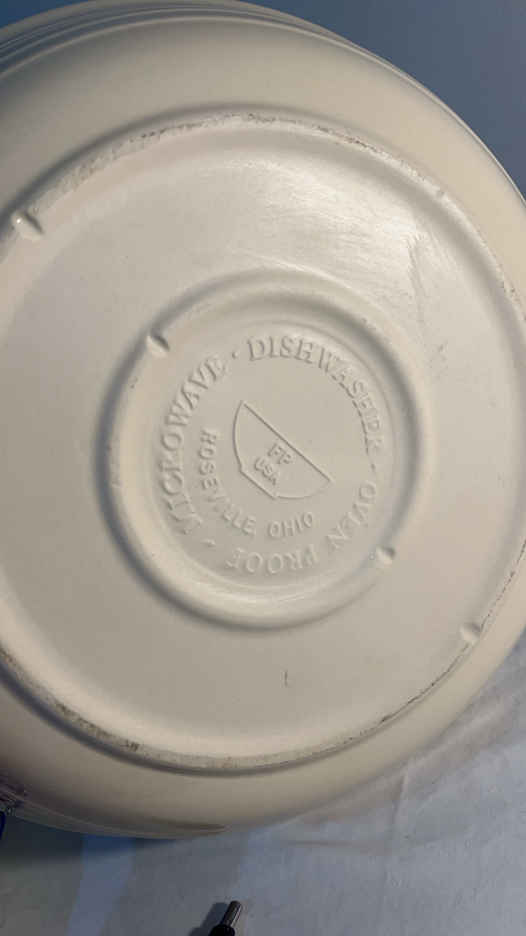 MICROWAVE · DISHWASHER · OVEN PROOF ·
FP
USA
ROSEVILLE, OHIO